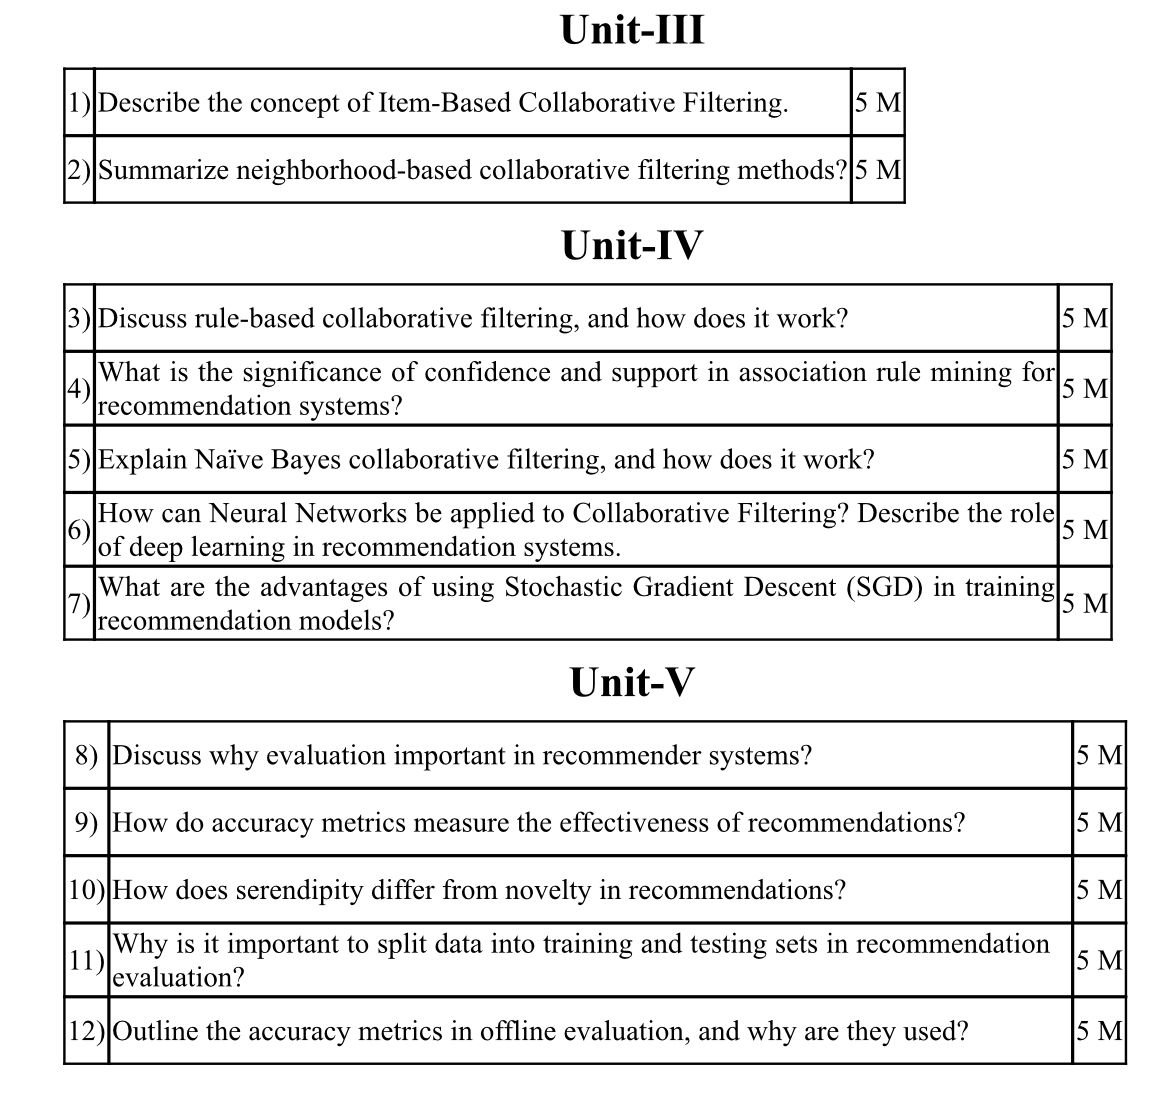 Unit-III
1) Describe the concept of Item-Based Collaborative Filtering. 5 M
2) Summarize neighborhood-based collaborative filtering methods? 5 M
Unit-IV
3) Discuss rule-based collaborative filtering, and how does it work? 5 M
4) What is the significance of confidence and support in association rule mining for
recommendation systems? 5 M
5) Explain Naïve Bayes collaborative filtering, and how does it work? 5 M
6) How can Neural Networks be applied to Collaborative Filtering? Describe the role
of deep learning in recommendation systems. 5 M
7) What are the advantages of using Stochastic Gradient Descent (SGD) in training
recommendation models? 5 M
Unit-V
8) Discuss why evaluation important in recommender systems? 5 M
9) How do accuracy metrics measure the effectiveness of recommendations? 5 M
10) How does serendipity differ from novelty in recommendations? 5 M
11) Why is it important to split data into training and testing sets in recommendation
evaluation? 5 M
12) Outline the accuracy metrics in offline evaluation, and why are they used? 5 M